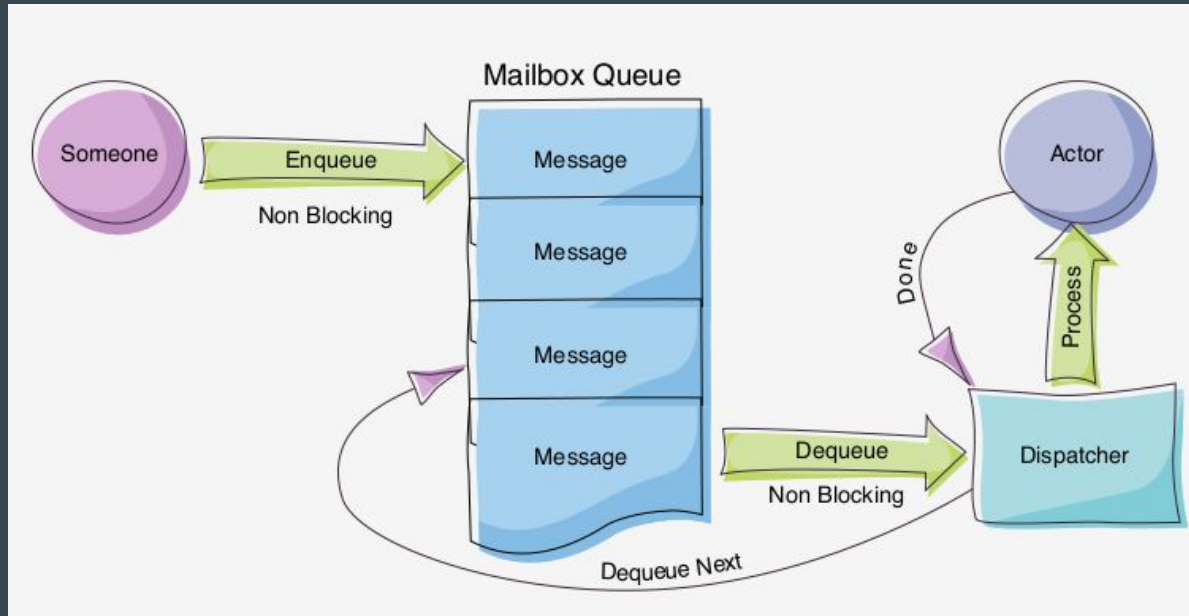 Mailbox Queue
Someone
Enqueue
Non Blocking
Message
Message
Message
Message
Actor
Done
Process
Dequeue
Non Blocking
Dispatcher
Dequeue Next